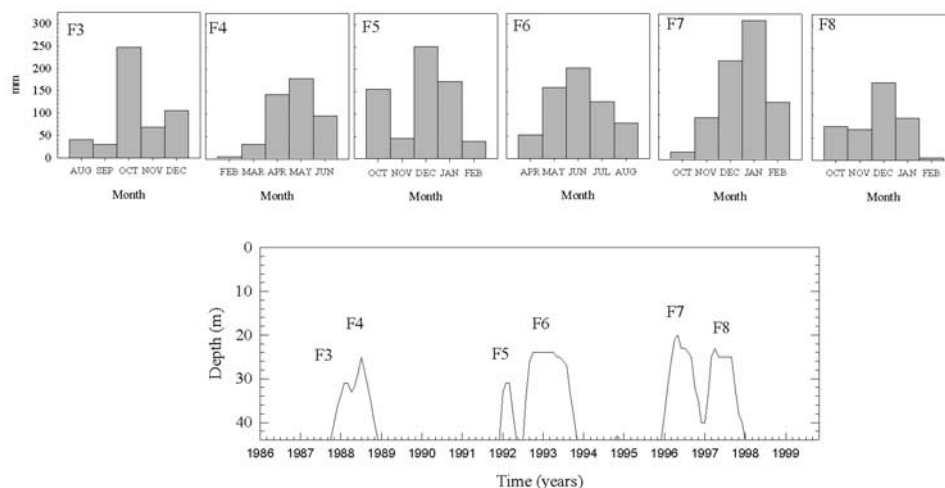 F3 F4 F5 F6 F7 F8
300
250
200
150
100
50
0
mm
AUG SEP OCT NOV DEC
FEB MAR APR MAY JUN
OCT NOV DEC JAN FEB
APR MAY JUN JUL AUG
OCT NOV DEC JAN FEB
OCT NOV DEC JAN FEB
Month Month Month Month Month Month
0
10
20
30
40
Depth (m)
F3
F4
F5
F6
F7
F8
1986 1987 1988 1989 1990 1991 1992 1993 1994 1995 1996 1997 1998 1999
Time (years)